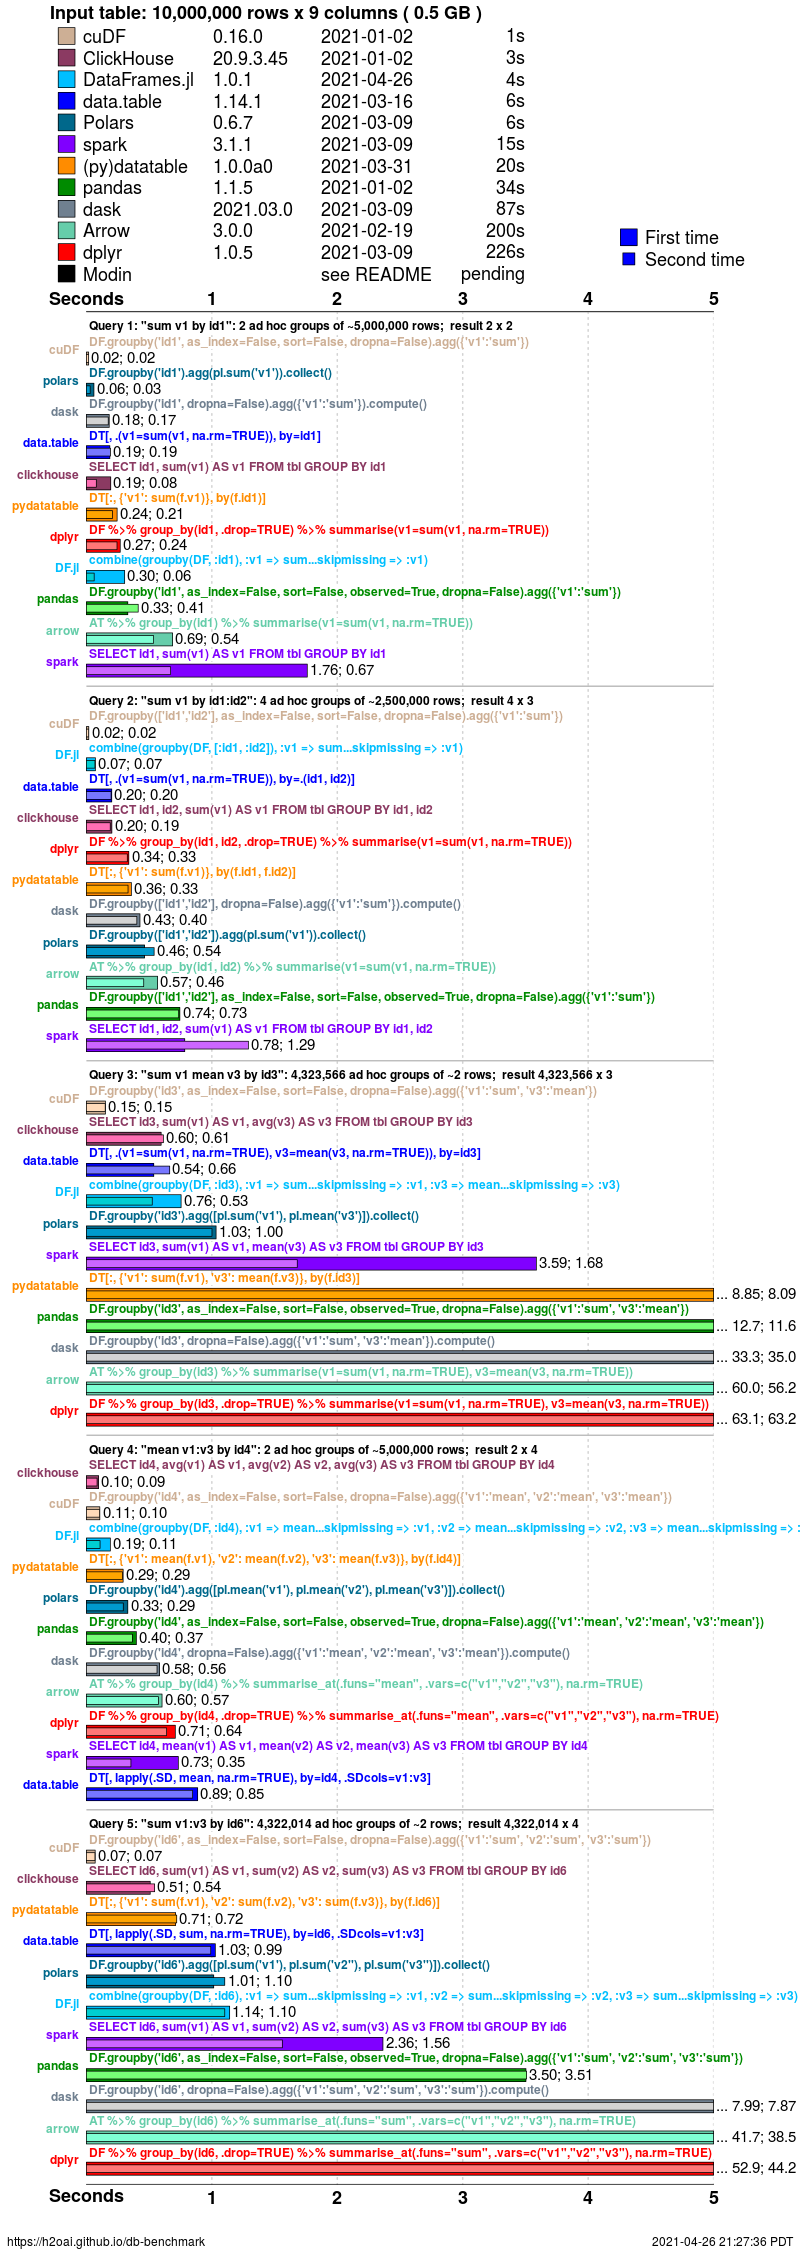 Input table: 10,000,000 rows x 9 columns ( 0.5 GB )
cuDF 0.16.0 2021-01-02 1s
ClickHouse 20.9.3.45 2021-01-02 3s
DataFrames.jl 1.0.1 2021-04-26 4s
data.table 1.14.1 2021-03-16 6s
Polars 0.6.7 2021-03-09 6s
spark 3.1.1 2021-03-09 15s
(py)datatable 1.0.0a0 2021-03-31 20s
pandas 1.1.5 2021-01-02 34s
dask 2021.03.0 2021-03-09 87s
Arrow 3.0.0 2021-02-19 200s
First time
dplyr 1.0.5 2021-03-09 226s
Second time
Modin see README pending
Seconds 1 2 3 4 5
Query 1: "sum v1 by id1": 2 ad hoc groups of ~5,000,000 rows;  result 2 x 2
DF.groupby('id1', as_index=False, sort=False, dropna=False).agg({'v1':'sum'})
cuDF 0.02; 0.02
DF.groupby('id1').agg(pl.sum('v1')).collect()
polars 0.06; 0.03
DF.groupby('id1', dropna=False).agg({'v1':'sum'}).compute()
dask 0.18; 0.17
DT[, .(v1=sum(v1, na.rm=TRUE)), by=id1]
data.table 0.19; 0.19
SELECT id1, sum(v1) AS v1 FROM tbl GROUP BY id1
clickhouse 0.19; 0.08
DT[:, {'v1': sum(f.v1)}, by(f.id1)]
pydatatable 0.24; 0.21
DF %>% group_by(id1, .drop=TRUE) %>% summarise(v1=sum(v1, na.rm=TRUE))
dplyr 0.27; 0.24
combine(groupby(DF, :id1), :v1 => sum...skipmissing => :v1)
DF.jl 0.30; 0.06
DF.groupby('id1', as_index=False, sort=False, observed=True, dropna=False).agg({'v1':'sum'})
pandas 0.33; 0.41
AT %>% group_by(id1) %>% summarise(v1=sum(v1, na.rm=TRUE))
arrow 0.69; 0.54
SELECT id1, sum(v1) AS v1 FROM tbl GROUP BY id1
spark 1.76; 0.67
Query 2: "sum v1 by id1:id2": 4 ad hoc groups of ~2,500,000 rows;  result 4 x 3
DF.groupby(['id1','id2'], as_index=False, sort=False, dropna=False).agg({'v1':'sum'})
cuDF 0.02; 0.02
combine(groupby(DF, [:id1, :id2]), :v1 => sum...skipmissing => :v1)
DF.jl 0.07; 0.07
DT[, .(v1=sum(v1, na.rm=TRUE)), by=.(id1, id2)]
data.table 0.20; 0.20
SELECT id1, id2, sum(v1) AS v1 FROM tbl GROUP BY id1, id2
clickhouse 0.20; 0.19
DF %>% group_by(id1, id2, .drop=TRUE) %>% summarise(v1=sum(v1, na.rm=TRUE))
dplyr 0.34; 0.33
DT[:, {'v1': sum(f.v1)}, by(f.id1, f.id2)]
pydatatable 0.36; 0.33
DF.groupby(['id1','id2'], dropna=False).agg({'v1':'sum'}).compute()
dask 0.43; 0.40
DF.groupby(['id1','id2']).agg(pl.sum('v1')).collect()
polars 0.46; 0.54
AT %>% group_by(id1, id2) %>% summarise(v1=sum(v1, na.rm=TRUE))
arrow 0.57; 0.46
DF.groupby(['id1','id2'], as_index=False, sort=False, observed=True, dropna=False).agg({'v1':'sum'})
pandas 0.74; 0.73
SELECT id1, id2, sum(v1) AS v1 FROM tbl GROUP BY id1, id2
spark 0.78; 1.29
Query 3: "sum v1 mean v3 by id3": 4,323,566 ad hoc groups of ~2 rows;  result 4,323,566 x 3
DF.groupby('id3', as_index=False, sort=False, dropna=False).agg({'v1':'sum', 'v3':'mean'})
cuDF 0.15; 0.15
SELECT id3, sum(v1) AS v1, avg(v3) AS v3 FROM tbl GROUP BY id3
clickhouse 0.60; 0.61
DT[, .(v1=sum(v1, na.rm=TRUE), v3=mean(v3, na.rm=TRUE)), by=id3]
data.table 0.54; 0.66
combine(groupby(DF, :id3), :v1 => sum...skipmissing => :v1, :v3 => mean...skipmissing => :v3)
DF.jl 0.76; 0.53
DF.groupby('id3').agg([pl.sum('v1'), pl.mean('v3')]).collect()
polars 1.03; 1.00
SELECT id3, sum(v1) AS v1, mean(v3) AS v3 FROM tbl GROUP BY id3
spark 3.59; 1.68
DT[:, {'v1': sum(f.v1), 'v3': mean(f.v3)}, by(f.id3)]
pydatatable ... 8.85; 8.09
DF.groupby('id3', as_index=False, sort=False, observed=True, dropna=False).agg({'v1':'sum', 'v3':'mean'})
pandas ... 12.7; 11.6
DF.groupby('id3', dropna=False).agg({'v1':'sum', 'v3':'mean'}).compute()
dask ... 33.3; 35.0
AT %>% group_by(id3) %>% summarise(v1=sum(v1, na.rm=TRUE), v3=mean(v3, na.rm=TRUE))
arrow ... 60.0; 56.2
DF %>% group_by(id3, .drop=TRUE) %>% summarise(v1=sum(v1, na.rm=TRUE), v3=mean(v3, na.rm=TRUE))
dplyr ... 63.1; 63.2
Query 4: "mean v1:v3 by id4": 2 ad hoc groups of ~5,000,000 rows;  result 2 x 4
SELECT id4, avg(v1) AS v1, avg(v2) AS v2, avg(v3) AS v3 FROM tbl GROUP BY id4
clickhouse 0.10; 0.09
DF.groupby('id4', as_index=False, sort=False, dropna=False).agg({'v1':'mean', 'v2':'mean', 'v3':'mean'})
cuDF 0.11; 0.10
combine(groupby(DF, :id4), :v1 => mean...skipmissing => :v1, :v2 => mean...skipmissing => :v2, :v3 => mean...skipmissing => :
DF.jl 0.19; 0.11
DT[:, {'v1': mean(f.v1), 'v2': mean(f.v2), 'v3': mean(f.v3)}, by(f.id4)]
pydatatable 0.29; 0.29
DF.groupby('id4').agg([pl.mean('v1'), pl.mean('v2'), pl.mean('v3')]).collect()
polars 0.33; 0.29
DF.groupby('id4', as_index=False, sort=False, observed=True, dropna=False).agg({'v1':'mean', 'v2':'mean', 'v3':'mean'})
pandas 0.40; 0.37
DF.groupby('id4', dropna=False).agg({'v1':'mean', 'v2':'mean', 'v3':'mean'}).compute()
dask 0.58; 0.56
AT %>% group_by(id4) %>% summarise_at(.funs="mean", .vars=c("v1","v2","v3"), na.rm=TRUE)
arrow 0.60; 0.57
DF %>% group_by(id4, .drop=TRUE) %>% summarise_at(.funs="mean", .vars=c("v1","v2","v3"), na.rm=TRUE)
dplyr 0.71; 0.64
SELECT id4, mean(v1) AS v1, mean(v2) AS v2, mean(v3) AS v3 FROM tbl GROUP BY id4
spark 0.73; 0.35
DT[, lapply(.SD, mean, na.rm=TRUE), by=id4, .SDcols=v1:v3]
data.table 0.89; 0.85
Query 5: "sum v1:v3 by id6": 4,322,014 ad hoc groups of ~2 rows;  result 4,322,014 x 4
DF.groupby('id6', as_index=False, sort=False, dropna=False).agg({'v1':'sum', 'v2':'sum', 'v3':'sum'})
cuDF 0.07; 0.07
SELECT id6, sum(v1) AS v1, sum(v2) AS v2, sum(v3) AS v3 FROM tbl GROUP BY id6
clickhouse 0.51; 0.54
DT[:, {'v1': sum(f.v1), 'v2': sum(f.v2), 'v3': sum(f.v3)}, by(f.id6)]
pydatatable 0.71; 0.72
DT[, lapply(.SD, sum, na.rm=TRUE), by=id6, .SDcols=v1:v3]
data.table 1.03; 0.99
DF.groupby('id6').agg([pl.sum('v1'), pl.sum('v2"), pl.sum('v3")]).collect()
polars 1.01; 1.10
combine(groupby(DF, :id6), :v1 => sum...skipmissing => :v1, :v2 => sum...skipmissing => :v2, :v3 => sum...skipmissing => :v3)
DF.jl 1.14; 1.10
SELECT id6, sum(v1) AS v1, sum(v2) AS v2, sum(v3) AS v3 FROM tbl GROUP BY id6
spark 2.36; 1.56
DF.groupby('id6', as_index=False, sort=False, observed=True, dropna=False).agg({'v1':'sum', 'v2':'sum', 'v3':'sum'})
pandas 3.50; 3.51
DF.groupby('id6', dropna=False).agg({'v1':'sum', 'v2':'sum', 'v3':'sum'}).compute()
dask ... 7.99; 7.87
AT %>% group_by(id6) %>% summarise_at(.funs="sum", .vars=c("v1","v2","v3"), na.rm=TRUE)
arrow ... 41.7; 38.5
DF %>% group_by(id6, .drop=TRUE) %>% summarise_at(.funs="sum", .vars=c("v1","v2","v3"), na.rm=TRUE)
dplyr ... 52.9; 44.2
Seconds 1 2 3 4 5
https://h2oai.github.io/db-benchmark 2021-04-26 21:27:36 PDT